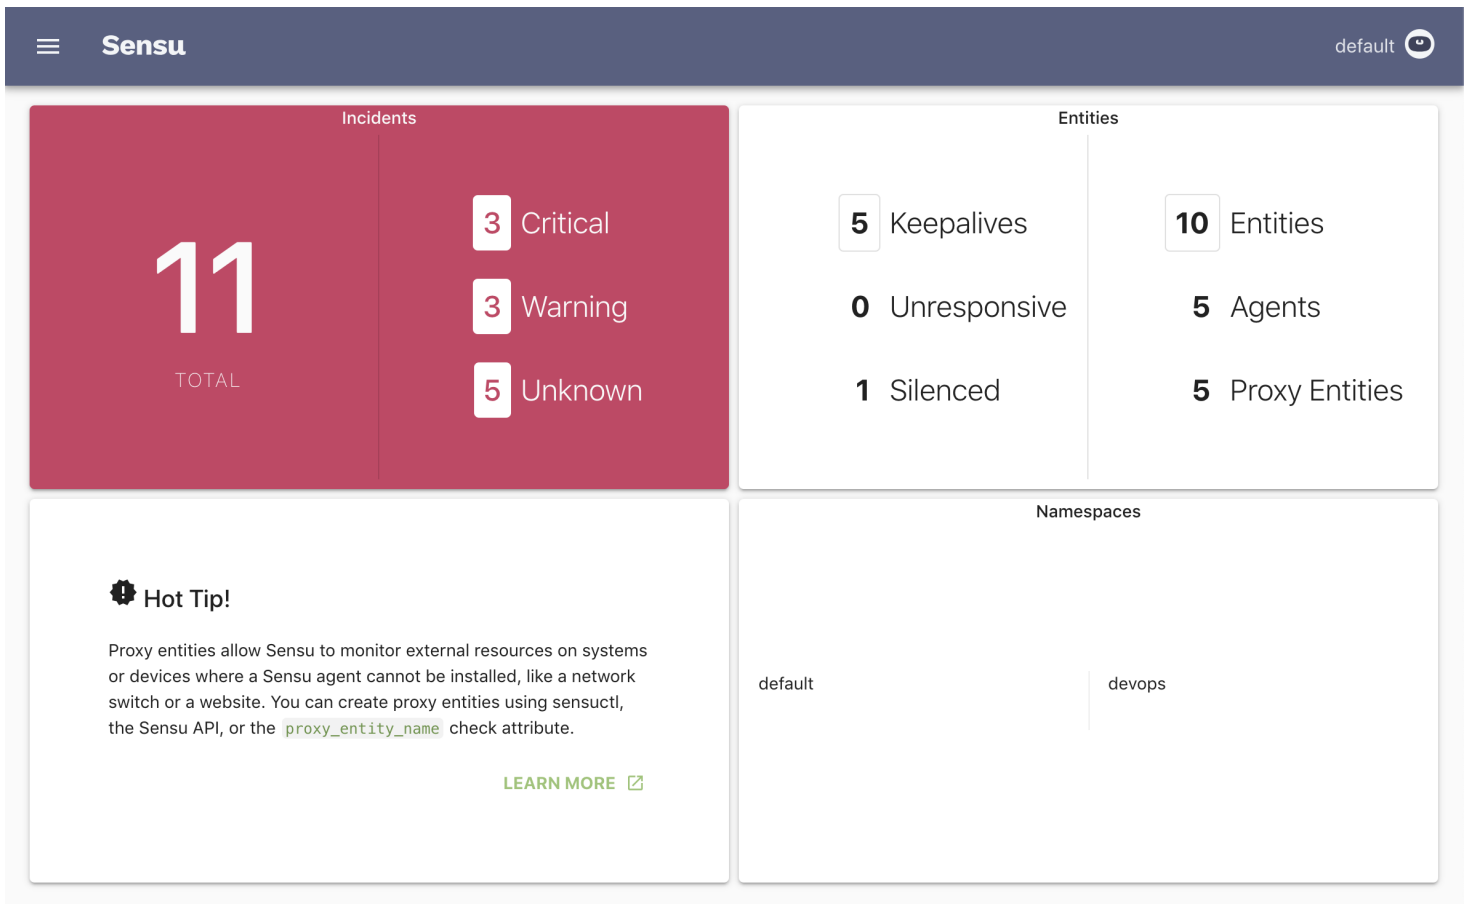 Sensu
default
Incidents
11
TOTAL
3 Critical
3 Warning
5 Unknown
Entities
5 Keepalives
0 Unresponsive
1 Silenced
10 Entities
5 Agents
5 Proxy Entities
Hot Tip!
Proxy entities allow Sensu to monitor external resources on systems
or devices where a Sensu agent cannot be installed, like a network
switch or a website. You can create proxy entities using sensuctl,
the Sensu API, or the proxy_entity_name check attribute.
LEARN MORE
Namespaces
default
devops